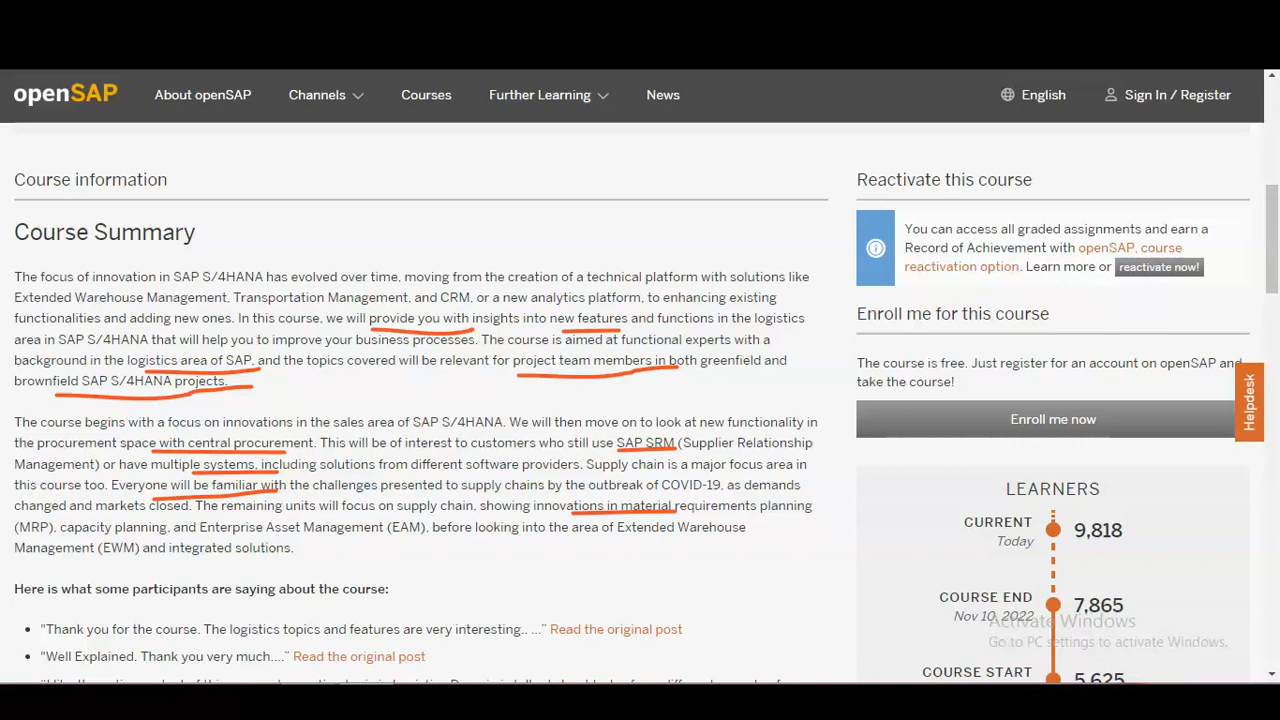 openSAP About openSAP Channels Courses Further Learning News English Sign In / Register
Course information
Course Summary
The focus of innovation in SAP S/4HANA has evolved over time, moving from the creation of a technical platform with solutions like
Extended Warehouse Management, Transportation Management, and CRM, or a new analytics platform, to enhancing existing
functionalities and adding new ones. In this course, we will provide you with insights into new features and functions in the logistics
area in SAP S/4HANA that will help you to improve your business processes. The course is aimed at functional experts with a
background in the logistics area of SAP, and the topics covered will be relevant for project team members in both greenfield and
brownfield SAP S/4HANA projects.
The course begins with a focus on innovations in the sales area of SAP S/4HANA. We will then move on to look at new functionality in
the procurement space with central procurement. This will be of interest to customers who still use SAP SRM (Supplier Relationship
Management) or have multiple systems, including solutions from different software providers. Supply chain is a major focus area in
this course too. Everyone will be familiar with the challenges presented to supply chains by the outbreak of COVID-19, as demands
changed and markets closed. The remaining units will focus on supply chain, showing innovations in material requirements planning
(MRP), capacity planning, and Enterprise Asset Management (EAM), before looking into the area of Extended Warehouse
Management (EWM) and integrated solutions.
Here is what some participants are saying about the course:
• "Thank you for the course. The logistics topics and features are very interesting.. ..." Read the original post
• "Well Explained. Thank you very much...." Read the original post
Reactivate this course
You can access all graded assignments and earn a
Record of Achievement with openSAP, course
reactivation option. Learn more or reactivate now!
Enroll me for this course
The course is free. Just register for an account on openSAP and
take the course!
Enroll me now
Helpdesk
LEARNERS
CURRENT 9,818
Today
COURSE END 7,865
Nov 10, 2022
Activate Windows
Go to PC settings to activate Windows.
COURSE START 5,625